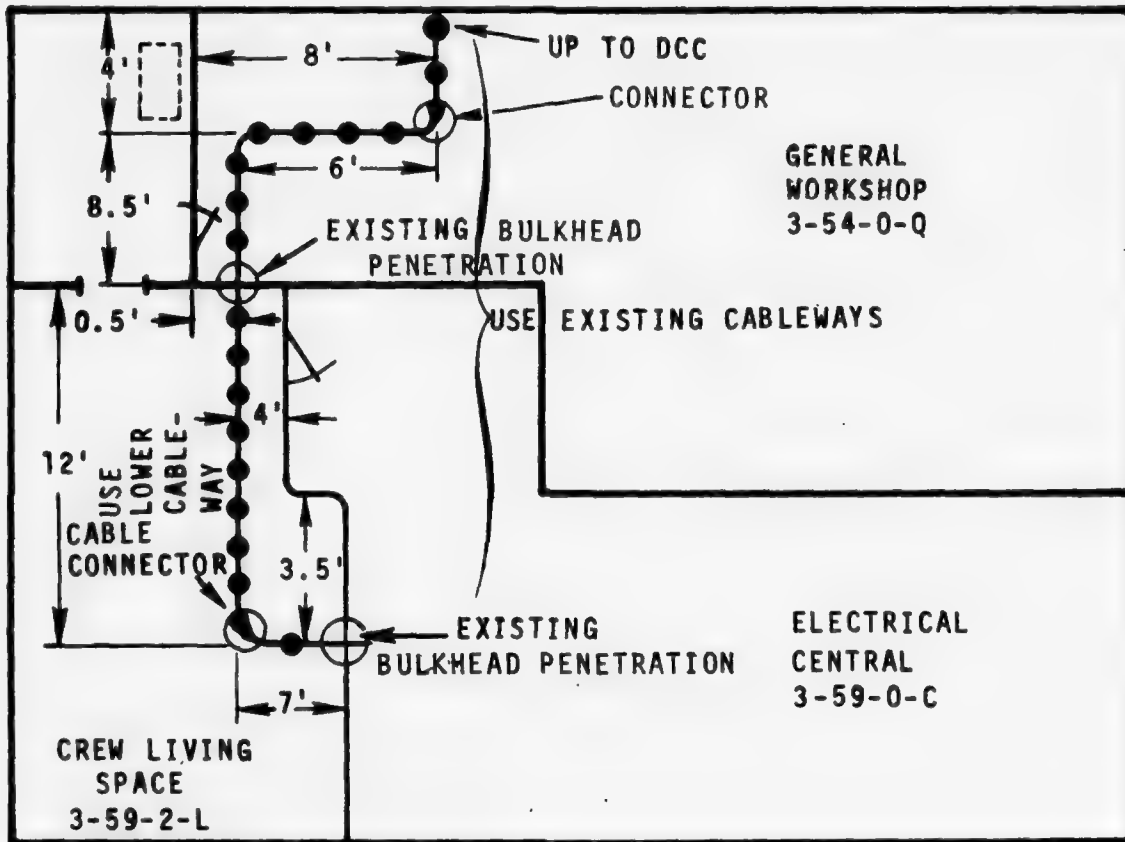 4'
8'
UP TO DCC
CONNECTOR
6'
GENERAL
WORKSHOP
3-54-0-Q
8.5'
EXISTING BULKHEAD
PENETRATION
0.5'
USE EXISTING CABLEWAYS
4'
12'
USE
LOWER
CABLE-
WAY
CABLE
CONNECTOR
3.5'
EXISTING
BULKHEAD PENETRATION
ELECTRICAL
CENTRAL
3-59-0-C
7'
CREW LIVING
SPACE
3-59-2-L